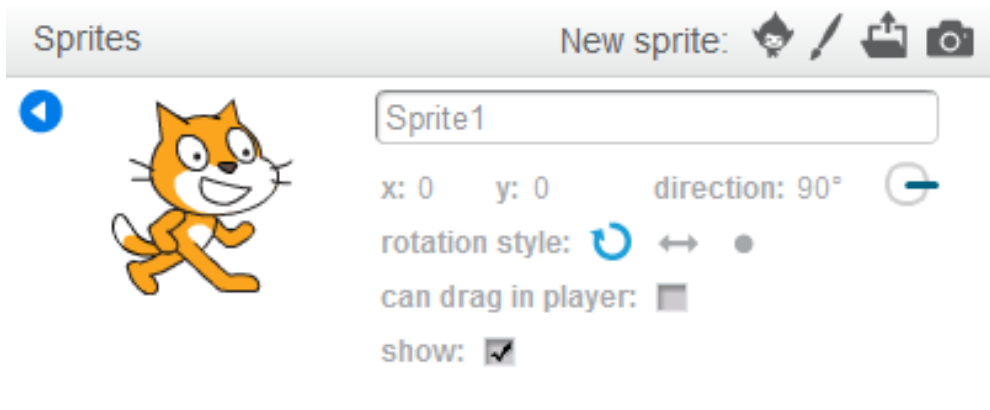 Sprites New sprite:
Sprite1
x: 0 y: 0 direction: 90°
rotation style:
can drag in player:
show: